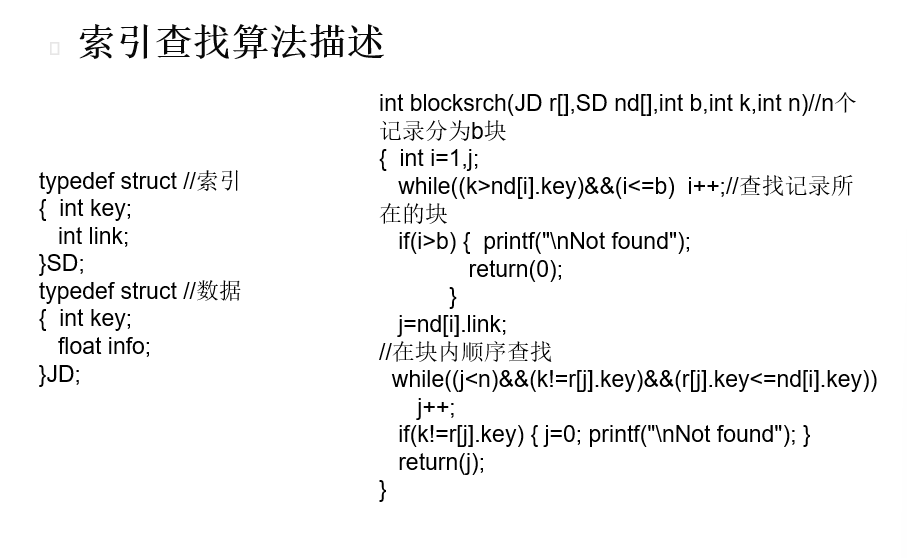 索引查找算法描述
typedef struct //索引
{  int key;
   int link;
}SD;
typedef struct //数据
{  int key;
   float info;
}JD;
int blocksrch(JD r[],SD nd[],int b,int k,int n)//n个
记录分为b块
{  int i=1,j;
   while((k>nd[i].key)&&(i<=b)  i++;//查找记录所
在的块
   if(i>b) {  printf("\nNot found");
              return(0);
           }
   j=nd[i].link;
//在块内顺序查找
  while((j<n)&&(k!=r[j].key)&&(r[j].key<=nd[i].key))
      j++;
   if(k!=r[j].key) { j=0; printf("\nNot found"); }
   return(j);
}